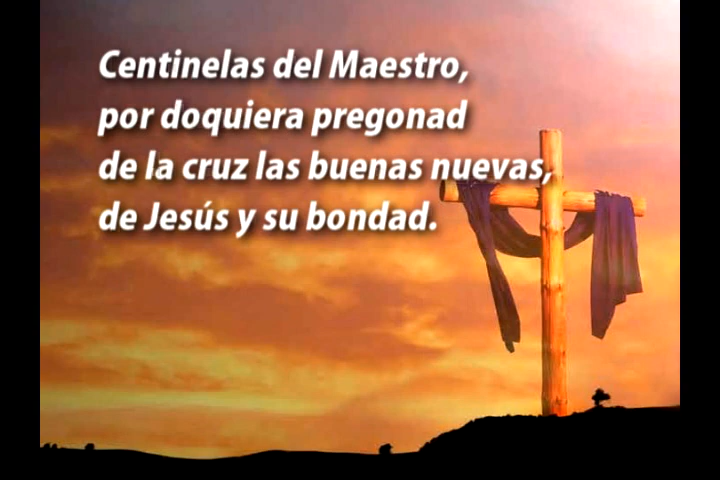 Centinelas del Maestro,
por doquiera pregonad
de la cruz las buenas nuevas,
de Jesús y su bondad.